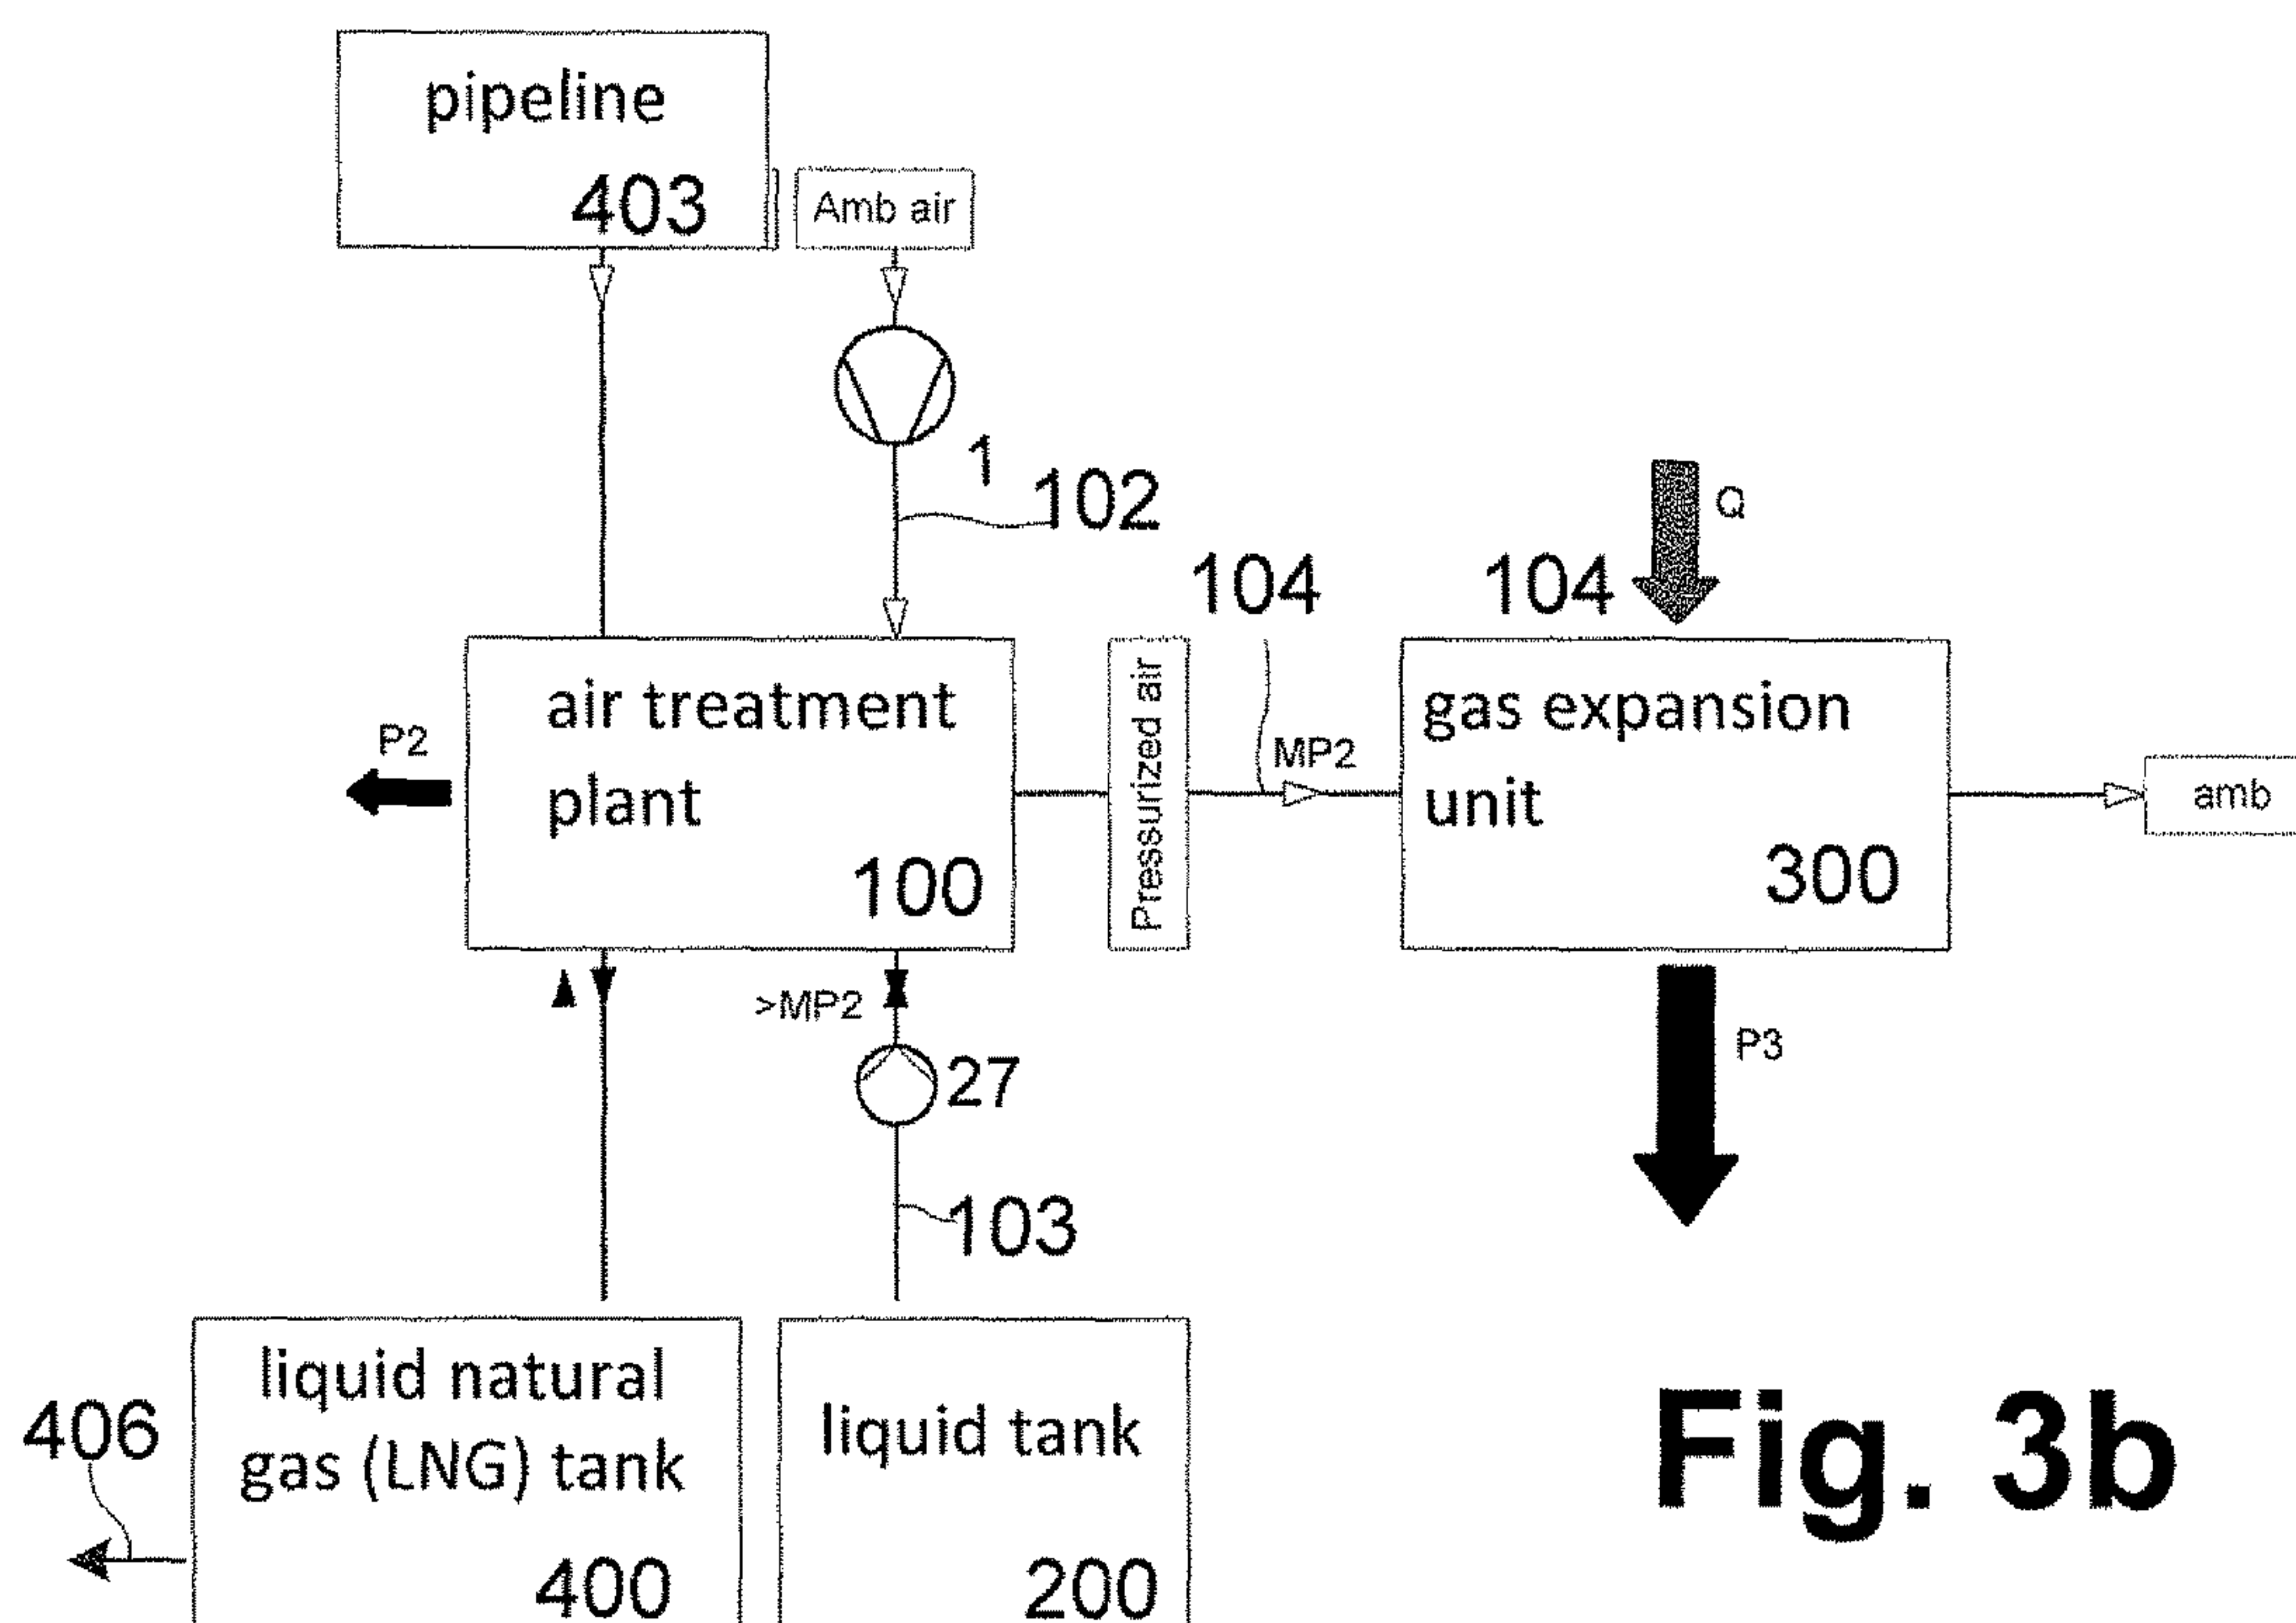 pipeline
403
Amb air
1
102
104
104
Q
air treatment
plant
100
P2
Pressurized air
MP2
gas expansion
unit
300
amb
>MP2
27
P3
103
liquid natural
gas (LNG) tank
400
406
liquid tank
200
Fig. 3b